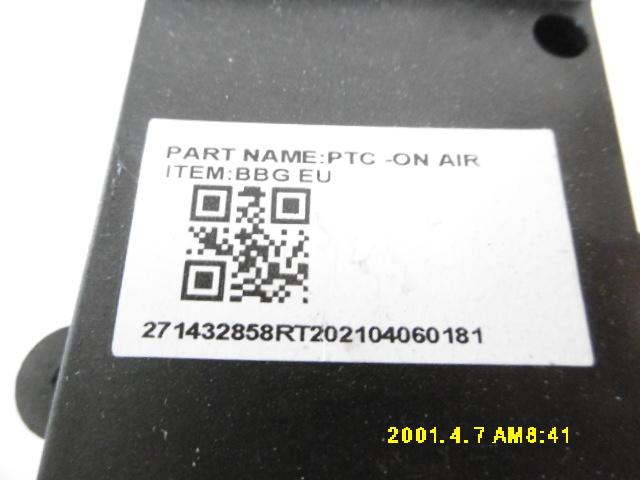 PART NAME:PTC -ON AIR
ITEM:BBG EU
271432858RT202104060181
2001.4.7 AM8:41